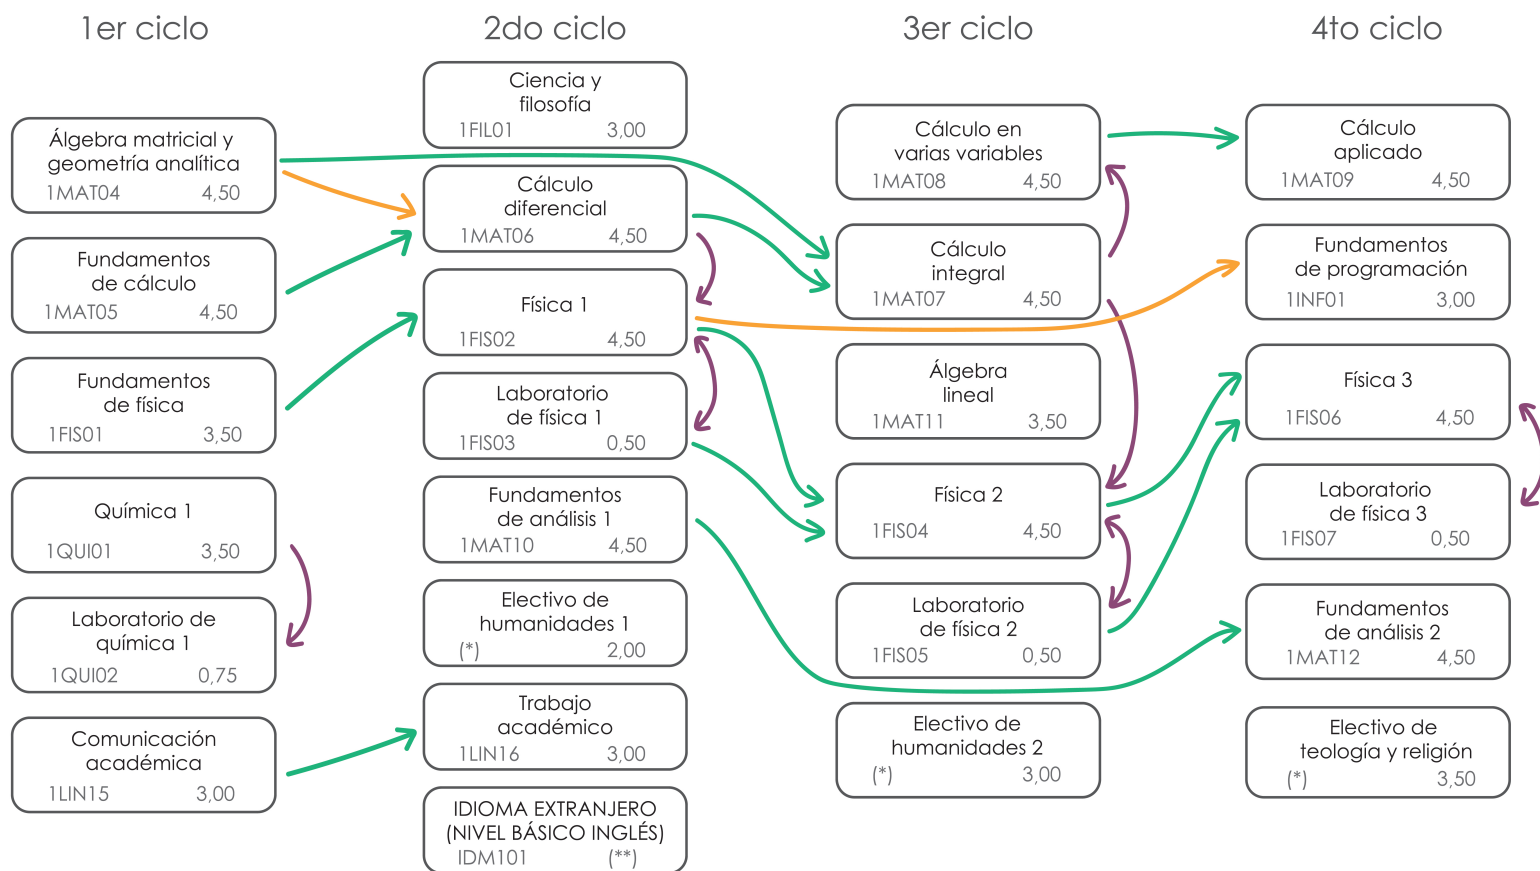 1er ciclo
Álgebra matricial y
geometría analítica
1MAT04 4,50
Fundamentos
de cálculo
1MAT05 4,50
Fundamentos
de física
1FIS01 3,50
Química 1
1QUI01 3,50
Laboratorio de
química 1
1QUI02 0,75
Comunicación
académica
1LIN15 3,00
2do ciclo
Ciencia y
filosofía
1FIL01 3,00
Cálculo
diferencial
1MAT06 4,50
Física 1
1FIS02 4,50
Laboratorio
de física 1
1FIS03 0,50
Fundamentos
de análisis 1
1MAT10 4,50
Electivo de
humanidades 1
(*) 2,00
Trabajo
académico
1LIN16 3,00
IDIOMA EXTRANJERO
(NIVEL BÁSICO INGLÉS)
IDM101 (**)
3er ciclo
Cálculo en
varias variables
1MAT08 4,50
Cálculo
integral
1MAT07 4,50
Álgebra
lineal
1MAT11 3,50
Física 2
1FIS04 4,50
Laboratorio
de física 2
1FIS05 0,50
Electivo de
humanidades 2
(*) 3,00
4to ciclo
Cálculo
aplicado
1MAT09 4,50
Fundamentos
de programación
1INF01 3,00
Física 3
1FIS06 4,50
Laboratorio
de física 3
1FIS07 0,50
Fundamentos
de análisis 2
1MAT12 4,50
Electivo de
teología y religión
(*) 3,50